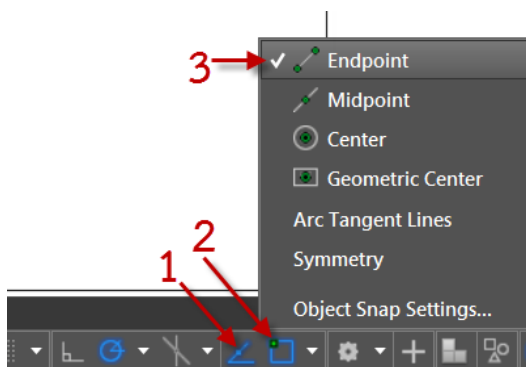 3
Endpoint
Midpoint
Center
Geometric Center
Arc Tangent Lines
Symmetry
Object Snap Settings...
1
2